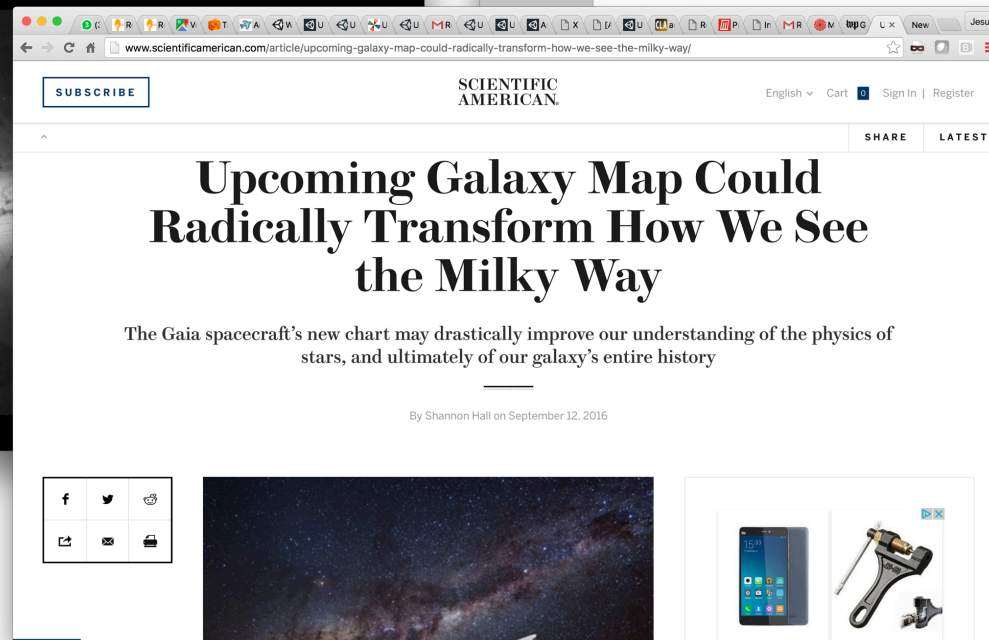 Jesu
www.scientificamerican.com/article/upcoming-galaxy-map-could-radically-transform-how-we-see-the-milky-way/
SUBSCRIBE
SCIENTIFIC
AMERICAN®
English
Cart
0
Sign In | Register
SHARE
LATEST
Upcoming Galaxy Map Could
Radically Transform How We See
the Milky Way
The Gaia spacecraft's new chart may drastically improve our understanding of the physics of
stars, and ultimately of our galaxy's entire history
By Shannon Hall on September 12, 2016
15:33